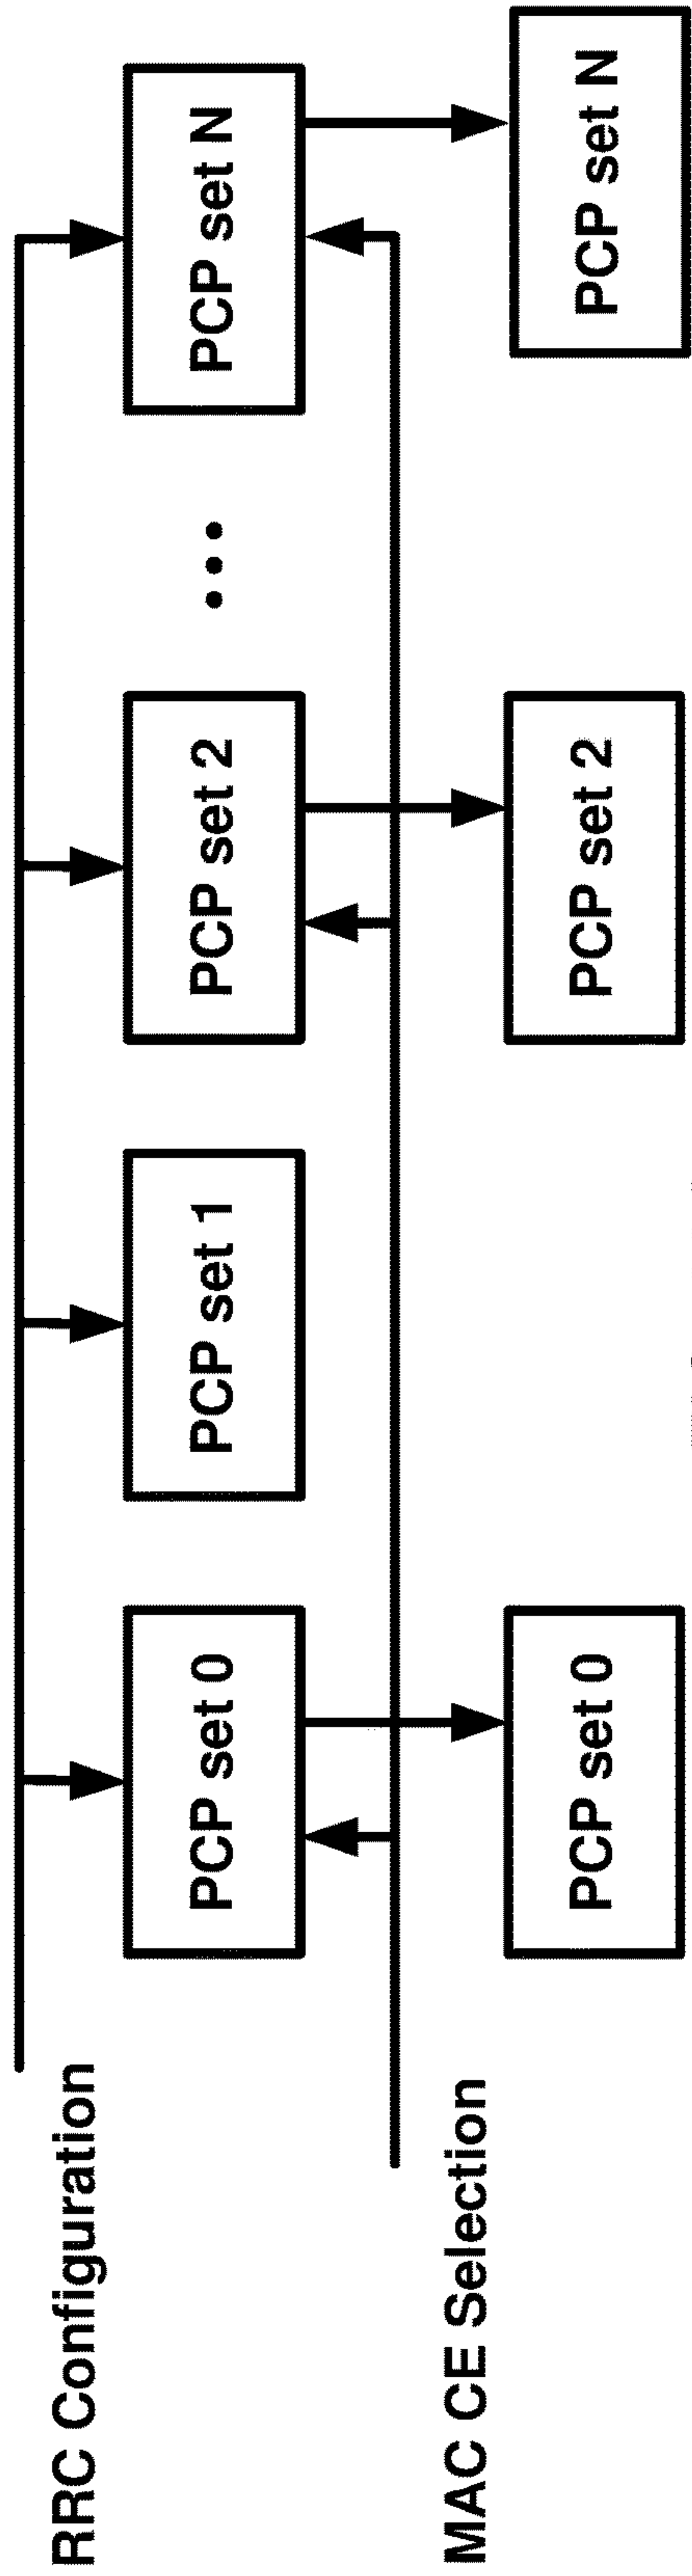 RRC Configuration
PCP set 0
PCP set 1
PCP set 2
PCP set N
MAC CE Selection
PCP set 0
PCP set 2
PCP set N